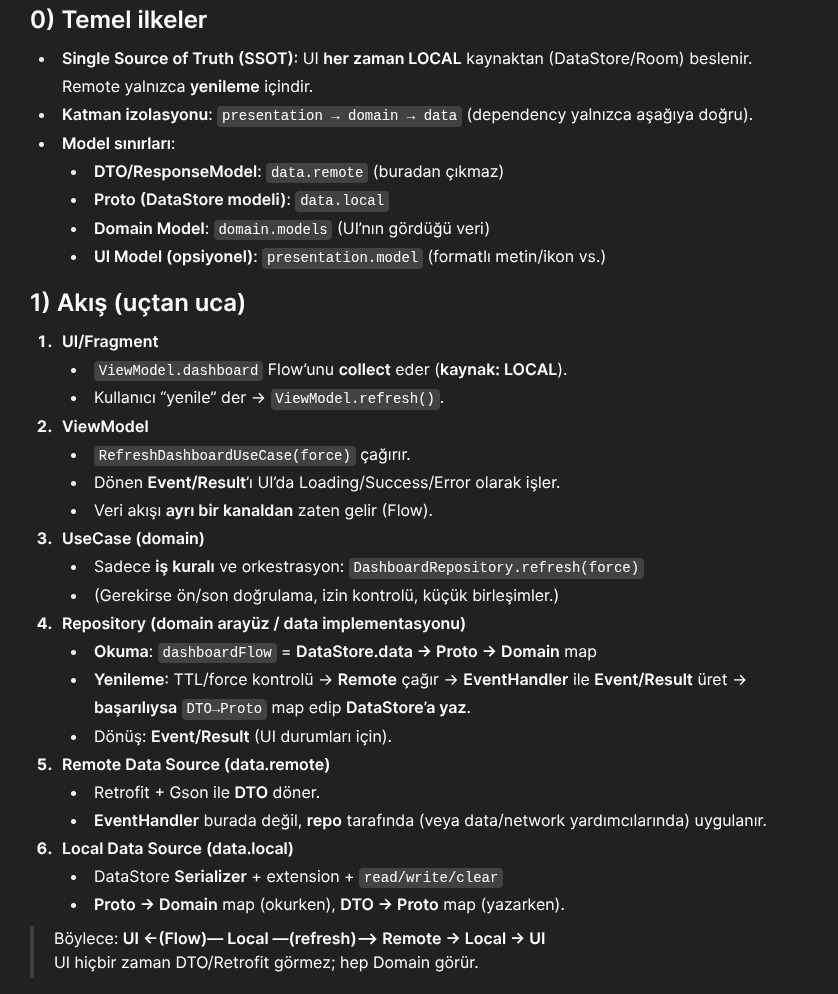 0) Temel ilkeler
• Single Source of Truth (SSOT): UI her zaman LOCAL kaynaktan (DataStore/Room) beslenir.
Remote yalnızca yenileme içindir.
• Katman izolasyonu: presentation → domain → data (dependency yalnızca aşağıya doğru).
• Model sınırları:
• DTO/ResponseModel: data.remote (buradan çıkmaz)
• Proto (DataStore modeli): data.local
• Domain Model: domain.models (UI’nın gördüğü veri)
• UI Model (opsiyonel): presentation.model (formatlı metin/ikon vs.)
1) Akış (uçtan uca)
1. UI/Fragment
• ViewModel.dashboard Flow’unu collect eder (kaynak: LOCAL).
• Kullanıcı “yenile” der → ViewModel.refresh().
2. ViewModel
• RefreshDashboardUseCase(force) çağırır.
• Dönen Event/Result’ı UI’da Loading/Success/Error olarak işler.
• Veri akışı ayrı bir kanaldan zaten gelir (Flow).
3. UseCase (domain)
• Sadece iş kuralı ve orkestrasyon: DashboardRepository.refresh(force)
• (Gerekirse ön/son doğrulama, izin kontrolü, küçük birleşimler.)
4. Repository (domain arayüz / data implementasyonu)
• Okuma: dashboardFlow = DataStore.data → Proto → Domain map
• Yenileme: TTL/force kontrolü → Remote çağır → EventHandler ile Event/Result üret →
başarılıysa DTO→Proto map edip DataStore’a yaz.
• Dönüş: Event/Result (UI durumları için).
5. Remote Data Source (data.remote)
• Retrofit + Gson ile DTO döner.
• EventHandler burada değil, repo tarafında (veya data/network yardımcılarında) uygulanır.
6. Local Data Source (data.local)
• DataStore Serializer + extension + read/write/clear
• Proto → Domain map (okurken), DTO → Proto map (yazarken).
Böylece: UI ←(Flow)— Local —(refresh)—> Remote → Local → UI
UI hiçbir zaman DTO/Retrofit görmez; hep Domain görür.